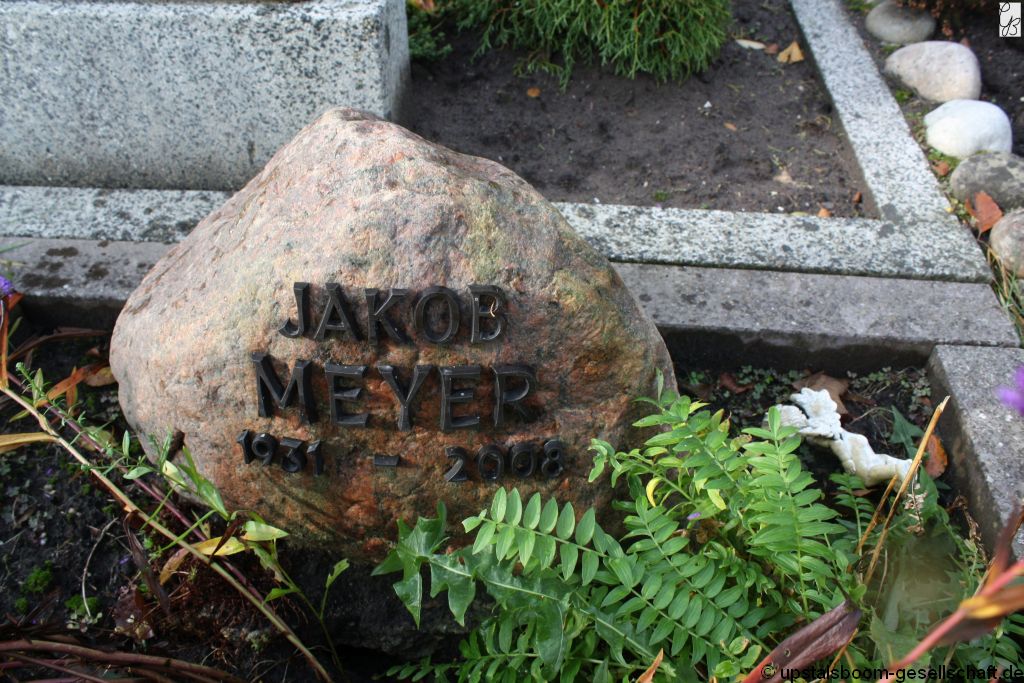 JAKOB
MEYER
1931 - 2008
© upstalsboom-gesellschaft.de